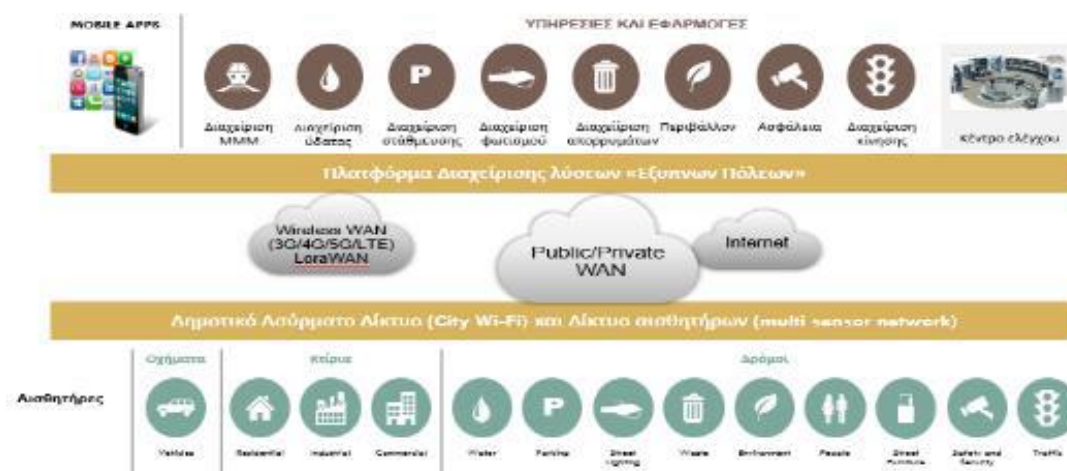 MOBILE APPS
ΥΠΗΡΕΣΙΕΣ ΚΑΙ ΕΦΑΡΜΟΓΕΣ
P
Διαχείριση ΜΜΜ
Διαχείριση ύδατος
Διαχείριση στάθμευσης
Διαχείριση φωτισμού
Διαχείριση απορριμάτων
Περιβάλλον
Ασφάλεια
Διαχείριση κίνησης
κέντρο ελέγχου
Πλατφόρμα Διαχείρισης λύσεων «Έξυπνων Πόλεων»
Wireless WAN
(3G/4G/5G/LTE)
LoraWAN
Public/Private
WAN
Internet
Δημοτικό Ασύρματο Δίκτυο (City Wi-Fi) και Δίκτυο αισθητήρων (multi sensor network)
Οχήματα
Κτίρια
Δρόμοι
Αισθητήρες
P
Vehicles
Residential
Industrial
Commercial
Water
Parking
Street Lighting
Waste
Environment
People
Street Furniture
Safety and Security
Traffic